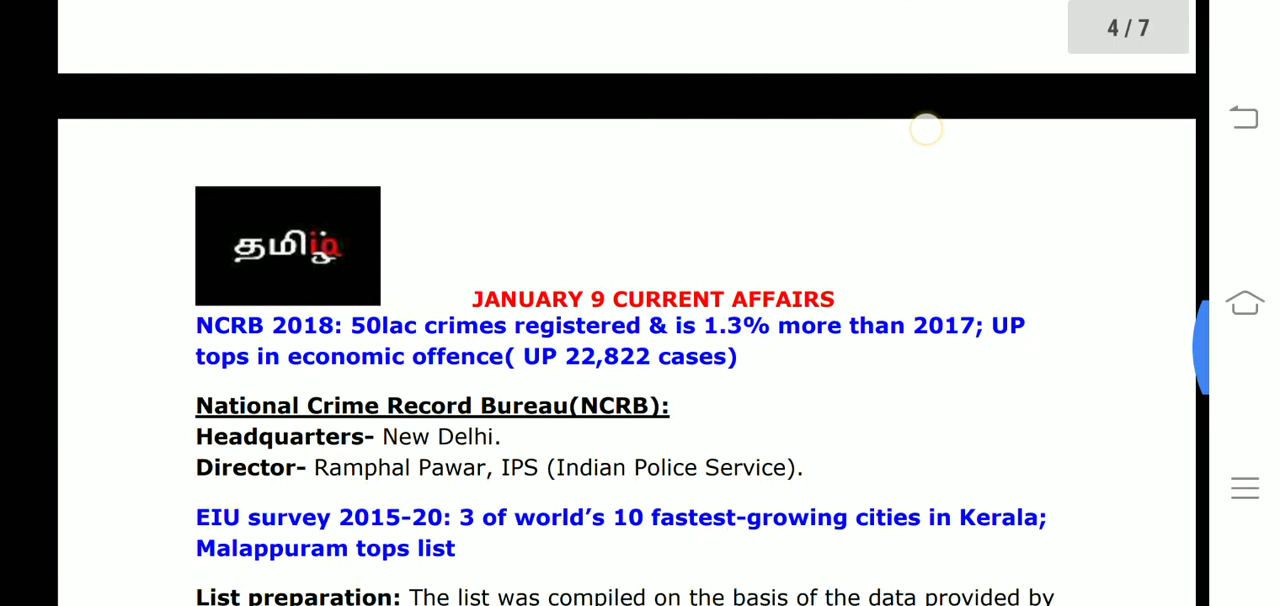 4 / 7
தமிழ்
JANUARY 9 CURRENT AFFAIRS
NCRB 2018: 50lac crimes registered & is 1.3% more than 2017; UP
tops in economic offence( UP 22,822 cases)
National Crime Record Bureau(NCRB):
Headquarters- New Delhi.
Director- Ramphal Pawar, IPS (Indian Police Service).
EIU survey 2015-20: 3 of world’s 10 fastest-growing cities in Kerala;
Malappuram tops list
List preparation: The list was compiled on the basis of the data provided by